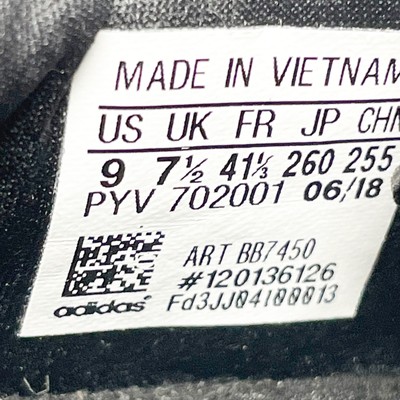 MADE IN VIETNAM
US UK FR JP CHN
9 7½ 41⅓ 260 255
PYV 702001 06/18
ART BB7450
#120136126
adidas Fd3JJ04I00013